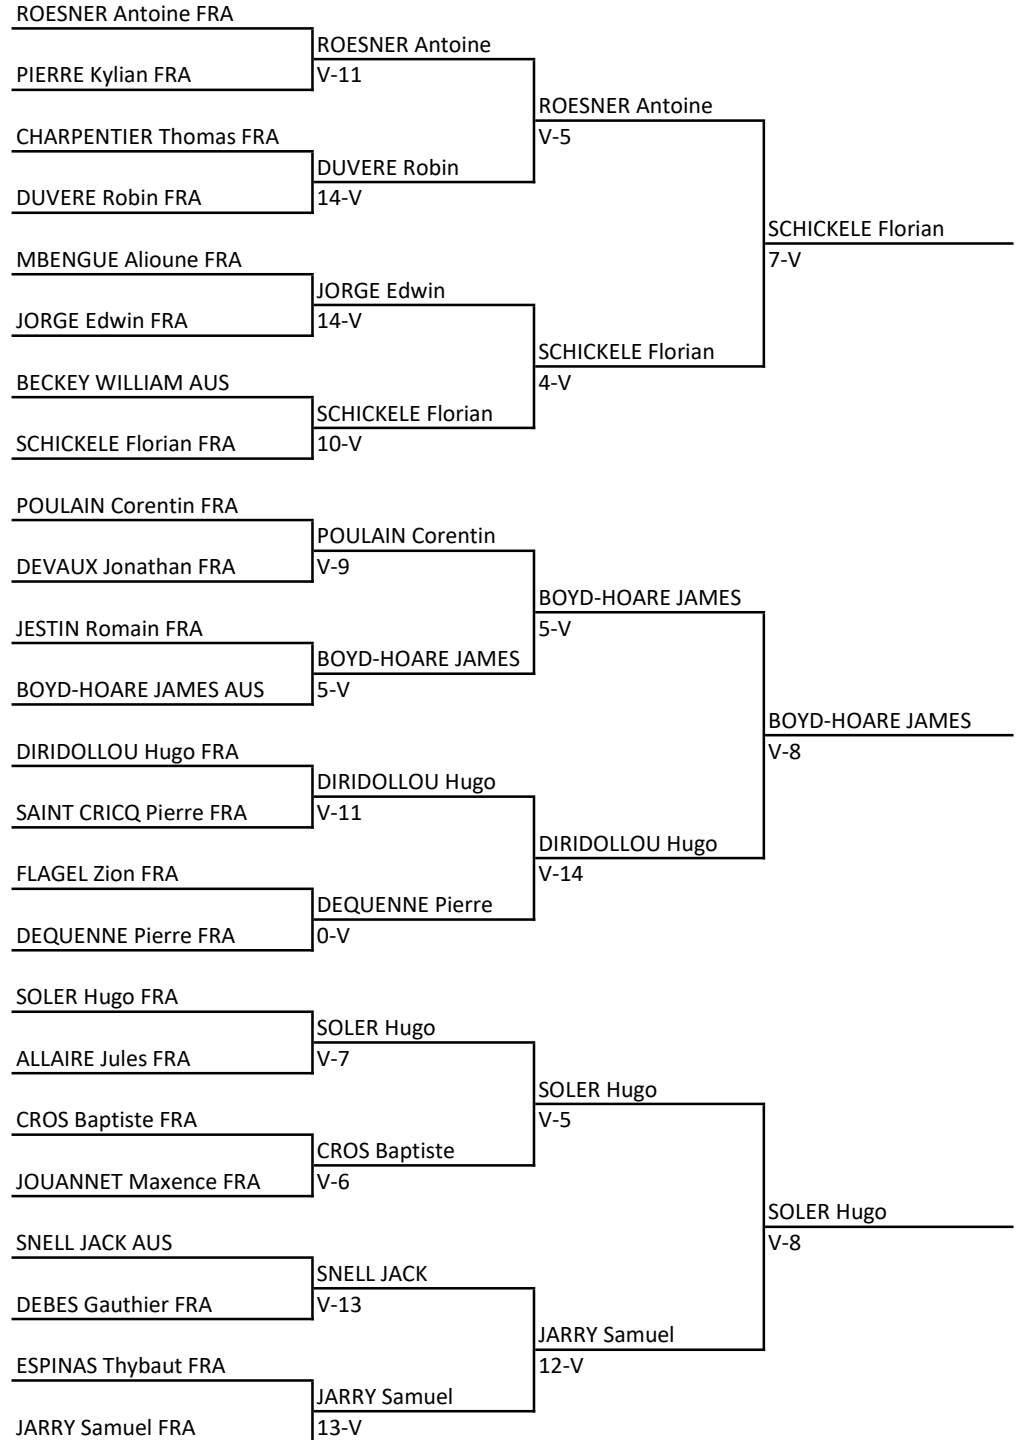 ROESNER Antoine FRA
ROESNER Antoine
PIERRE Kylian FRA
V-11
ROESNER Antoine
CHARPENTIER Thomas FRA
V-5
DUVERE Robin
DUVERE Robin FRA
14-V
SCHICKELE Florian
MBENGUE Alioune FRA
7-V
JORGE Edwin
JORGE Edwin FRA
14-V
SCHICKELE Florian
BECKEY WILLIAM AUS
4-V
SCHICKELE Florian
SCHICKELE Florian FRA
10-V
POULAIN Corentin FRA
POULAIN Corentin
DEVAUX Jonathan FRA
V-9
BOYD-HOARE JAMES
JESTIN Romain FRA
5-V
BOYD-HOARE JAMES
BOYD-HOARE JAMES AUS
5-V
BOYD-HOARE JAMES
DIRIDOLLOU Hugo FRA
V-8
DIRIDOLLOU Hugo
SAINT CRICQ Pierre FRA
V-11
DIRIDOLLOU Hugo
FLAGEL Zion FRA
V-14
DEQUENNE Pierre
DEQUENNE Pierre FRA
0-V
SOLER Hugo FRA
SOLER Hugo
ALLAIRE Jules FRA
V-7
SOLER Hugo
CROS Baptiste FRA
V-5
CROS Baptiste
JOUANNET Maxence FRA
V-6
SOLER Hugo
SNELL JACK AUS
V-8
SNELL JACK
DEBES Gauthier FRA
V-13
JARRY Samuel
ESPINAS Thybaut FRA
12-V
JARRY Samuel
JARRY Samuel FRA
13-V